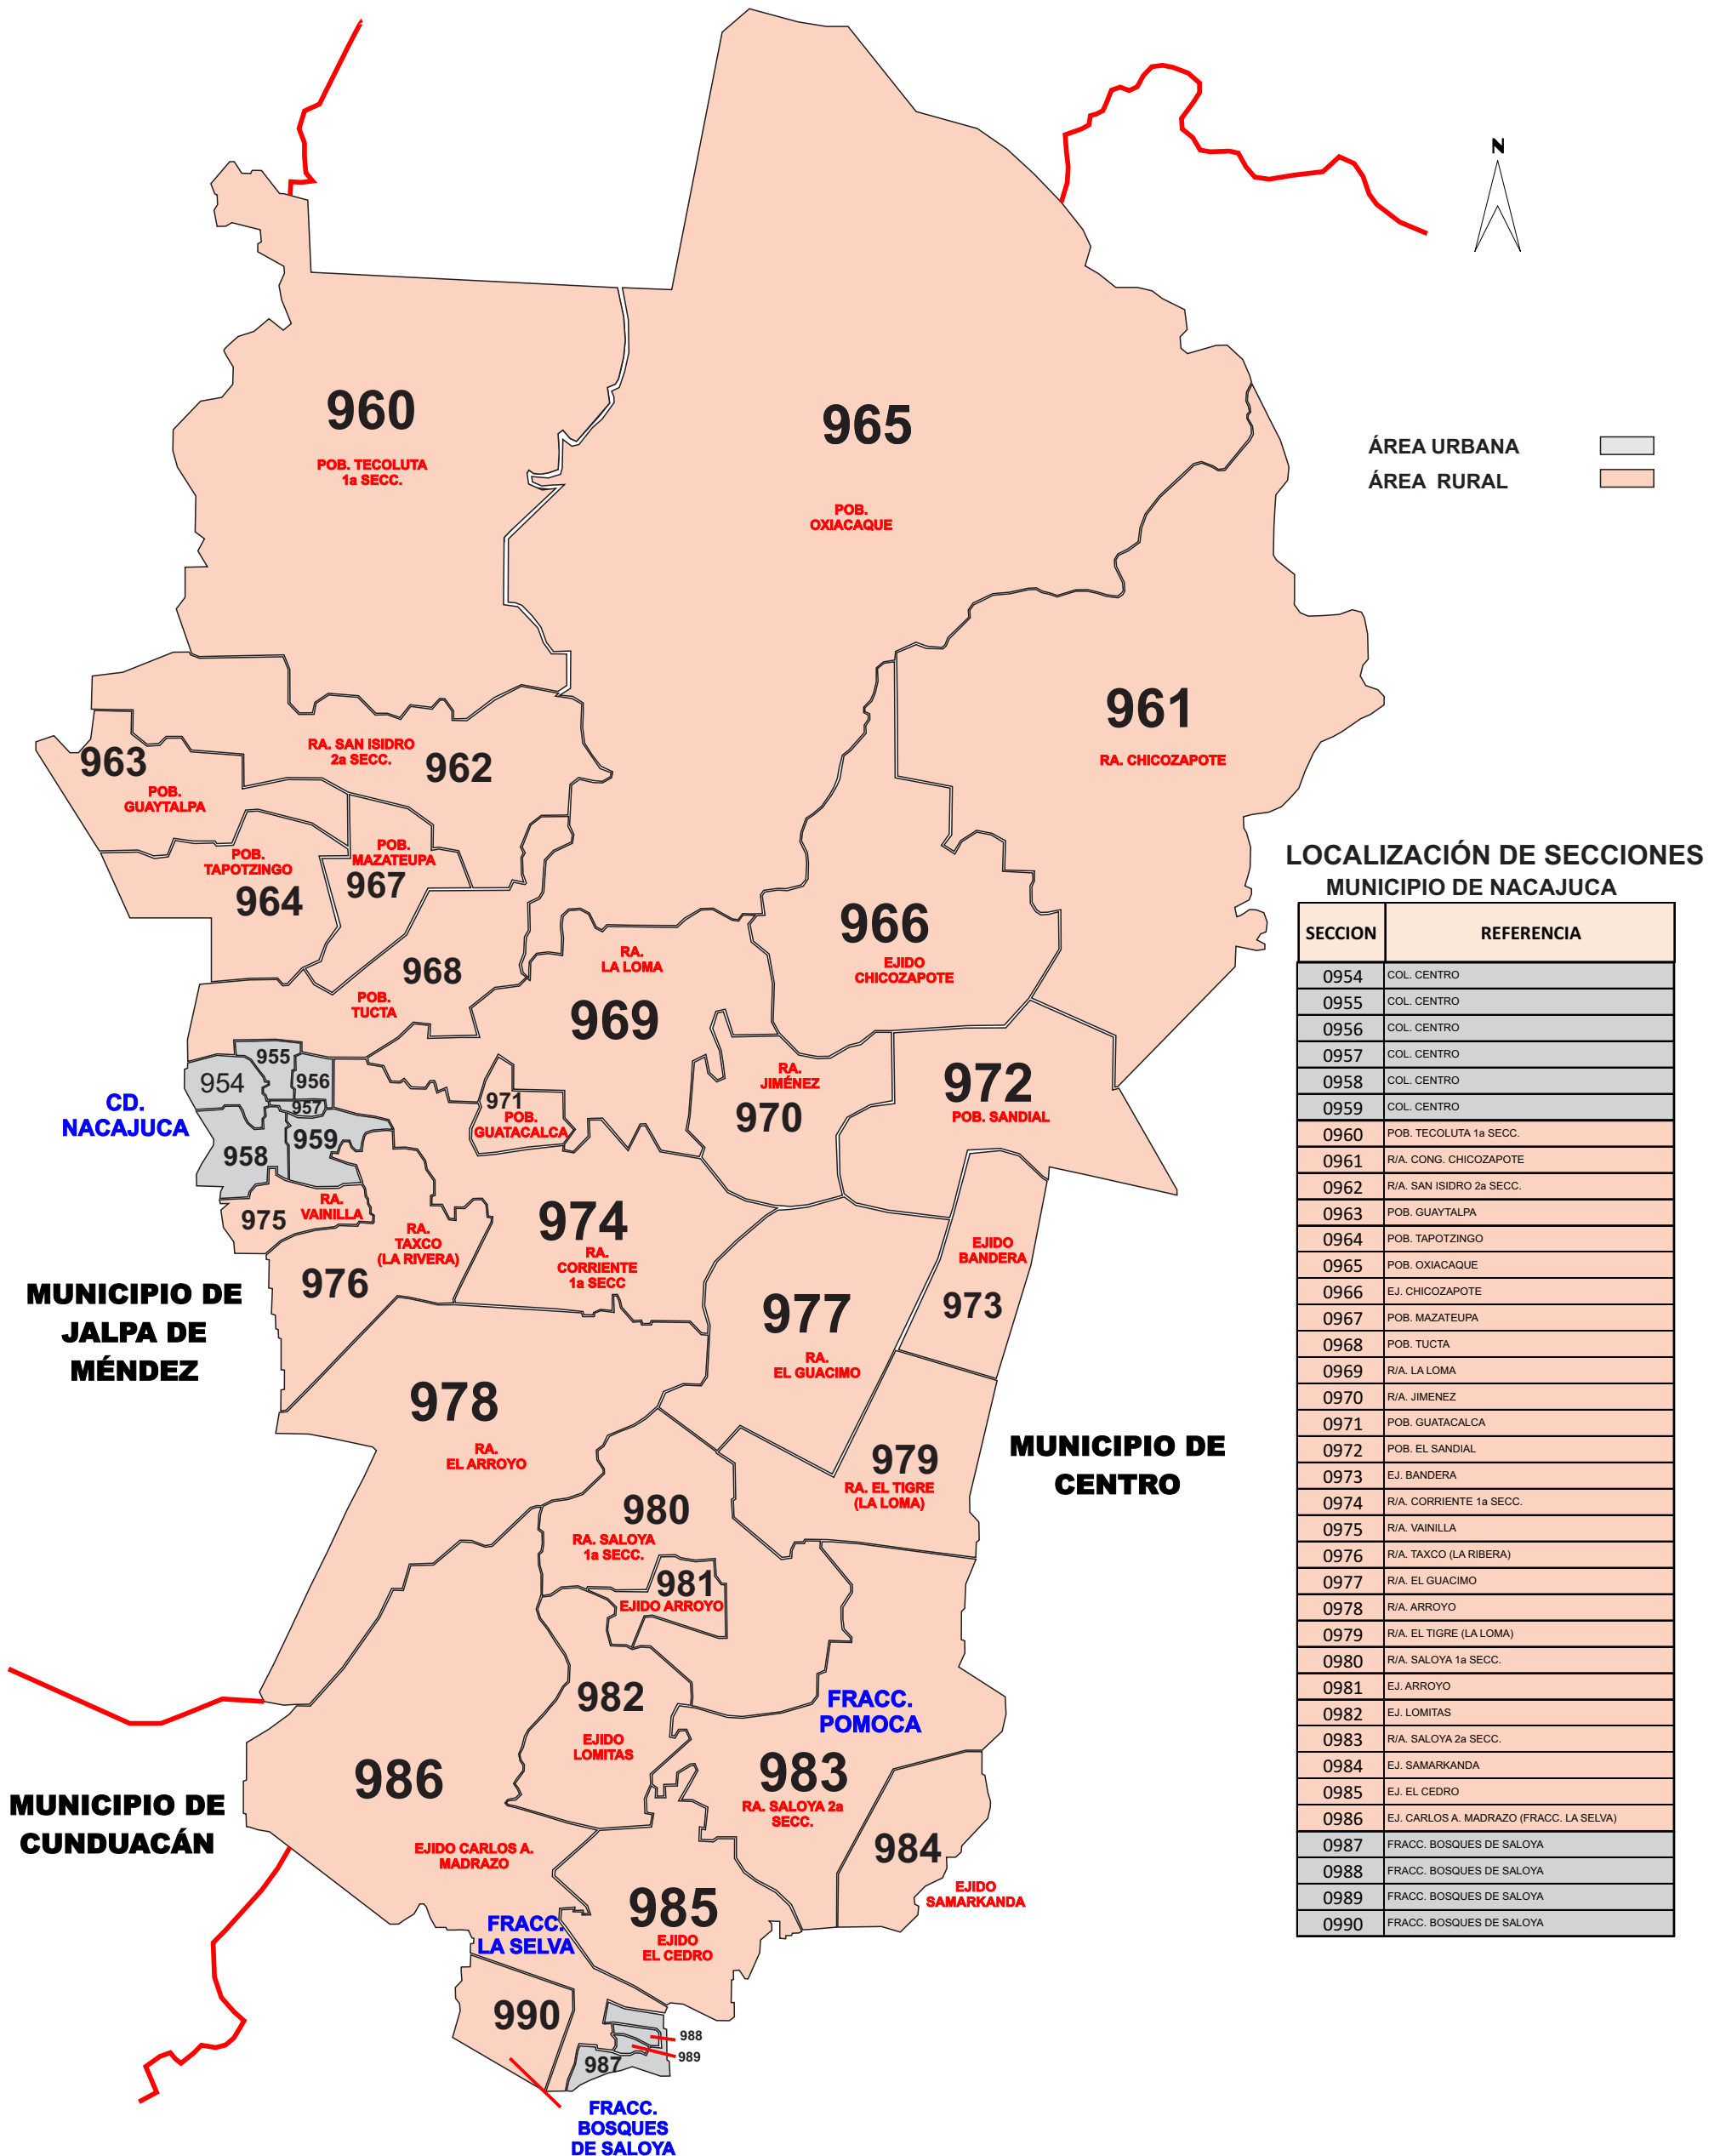 N
960
POB. TECOLUTA
1a SECC.
965
POB.
OXIACAQUE
ÁREA URBANA
ÁREA RURAL
961
RA. CHICOZAPOTE
963
POB.
GUAYTALPA
RA. SAN ISIDRO
2a SECC.
962
POB.
TAPOTZINGO
964
POB.
MAZATEUPA
967
966
EJIDO
CHICOZAPOTE
968
POB.
TUCTA
RA.
LA LOMA
969
955
954
956
957
958
959
CD.
NACAJUCA
971
POB.
GUATACALCA
RA.
JIMÉNEZ
970
972
POB. SANDIAL
975
RA.
VAINILLA
RA.
TAXCO
(LA RIVERA)
976
974
RA.
CORRIENTE
1a SECC
EJIDO
BANDERA
973
977
RA.
EL GUACIMO
MUNICIPIO DE
JALPA DE
MÉNDEZ
978
RA.
EL ARROYO
979
RA. EL TIGRE
(LA LOMA)
MUNICIPIO DE
CENTRO
980
RA. SALOYA
1a SECC.
981
EJIDO ARROYO
982
EJIDO
LOMITAS
FRACC.
POMOCA
983
RA. SALOYA 2a
SECC.
984
EJIDO
SAMARKANDA
986
EJIDO CARLOS A.
MADRAZO
MUNICIPIO DE
CUNDUACÁN
985
EJIDO
EL CEDRO
FRACC.
LA SELVA
990
988
989
987
FRACC.
BOSQUES
DE SALOYA
LOCALIZACIÓN DE SECCIONES
MUNICIPIO DE NACAJUCA
SECCION REFERENCIA
0954 COL. CENTRO
0955 COL. CENTRO
0956 COL. CENTRO
0957 COL. CENTRO
0958 COL. CENTRO
0959 COL. CENTRO
0960 POB. TECOLUTA 1a SECC.
0961 R/A. CONG. CHICOZAPOTE
0962 R/A. SAN ISIDRO 2a SECC.
0963 POB. GUAYTALPA
0964 POB. TAPOTZINGO
0965 POB. OXIACAQUE
0966 EJ. CHICOZAPOTE
0967 POB. MAZATEUPA
0968 POB. TUCTA
0969 R/A. LA LOMA
0970 R/A. JIMENEZ
0971 POB. GUATACALCA
0972 POB. EL SANDIAL
0973 EJ. BANDERA
0974 R/A. CORRIENTE 1a SECC.
0975 R/A. VAINILLA
0976 R/A. TAXCO (LA RIBERA)
0977 R/A. EL GUACIMO
0978 R/A. ARROYO
0979 R/A. EL TIGRE (LA LOMA)
0980 R/A. SALOYA 1a SECC.
0981 EJ. ARROYO
0982 EJ. LOMITAS
0983 R/A. SALOYA 2a SECC.
0984 EJ. SAMARKANDA
0985 EJ. EL CEDRO
0986 EJ. CARLOS A. MADRAZO (FRACC. LA SELVA)
0987 FRACC. BOSQUES DE SALOYA
0988 FRACC. BOSQUES DE SALOYA
0989 FRACC. BOSQUES DE SALOYA
0990 FRACC. BOSQUES DE SALOYA